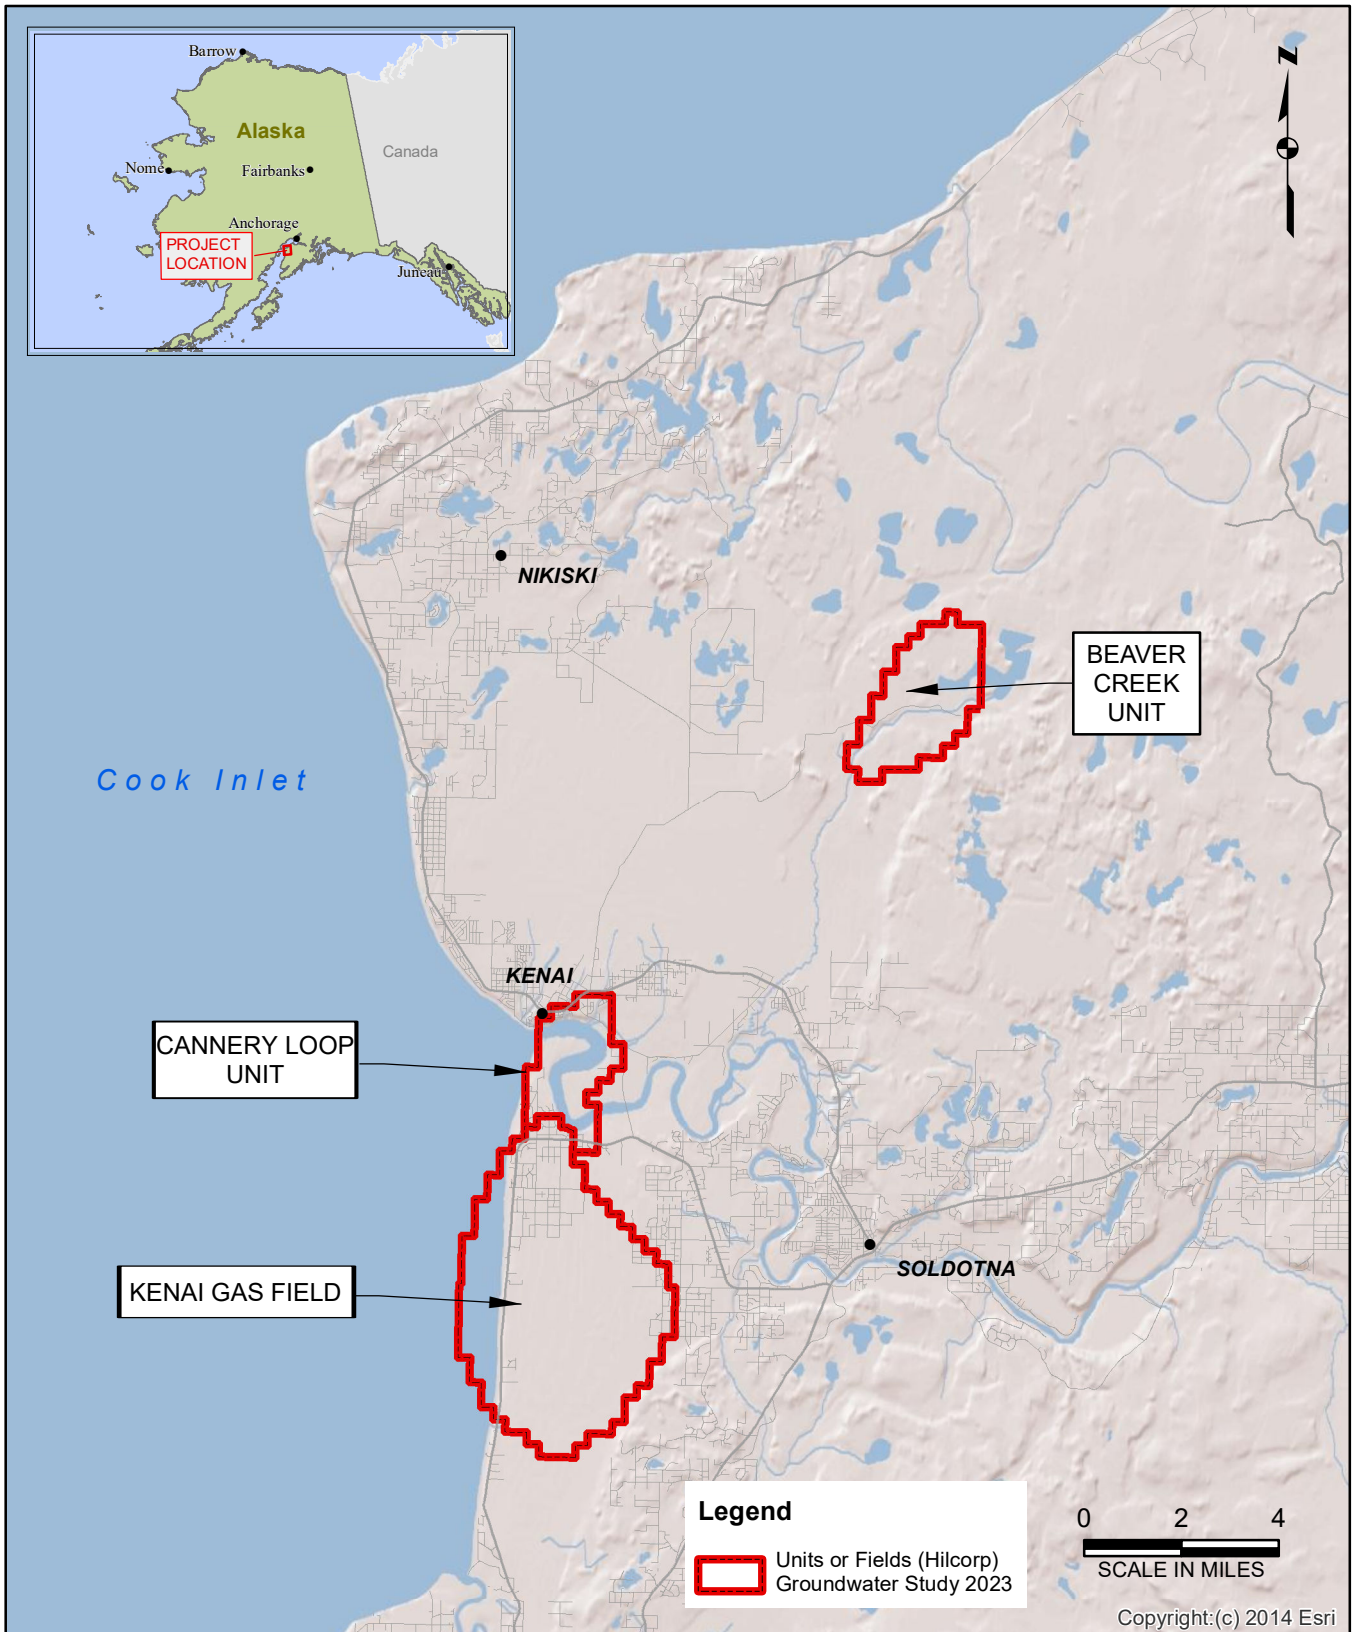 Barrow
Alaska
Canada
Nome
Fairbanks
Anchorage
PROJECT
LOCATION
Juneau
N
NIKISKI
BEAVER
CREEK
UNIT
Cook Inlet
KENAI
CANNERY LOOP
UNIT
SOLDOTNA
KENAI GAS FIELD
Legend
Units or Fields (Hilcorp)
Groundwater Study 2023
0 2 4
SCALE IN MILES
Copyright:(c) 2014 Esri